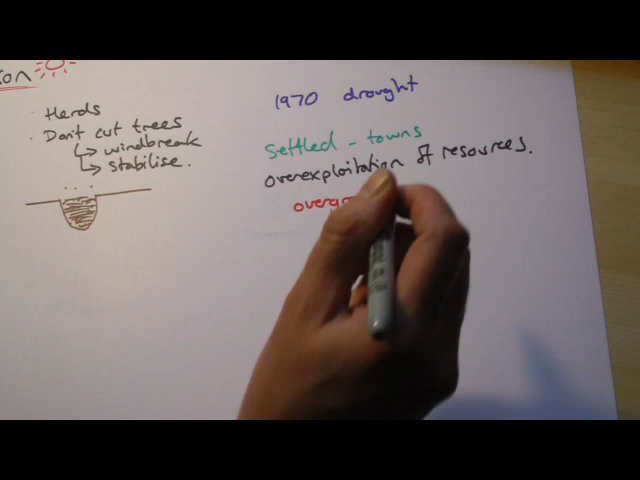 1970 drought
· Herds
· Don't cut trees
↳ windbreak
↳ stabilise.
Settled - towns
overexploitation of resources.